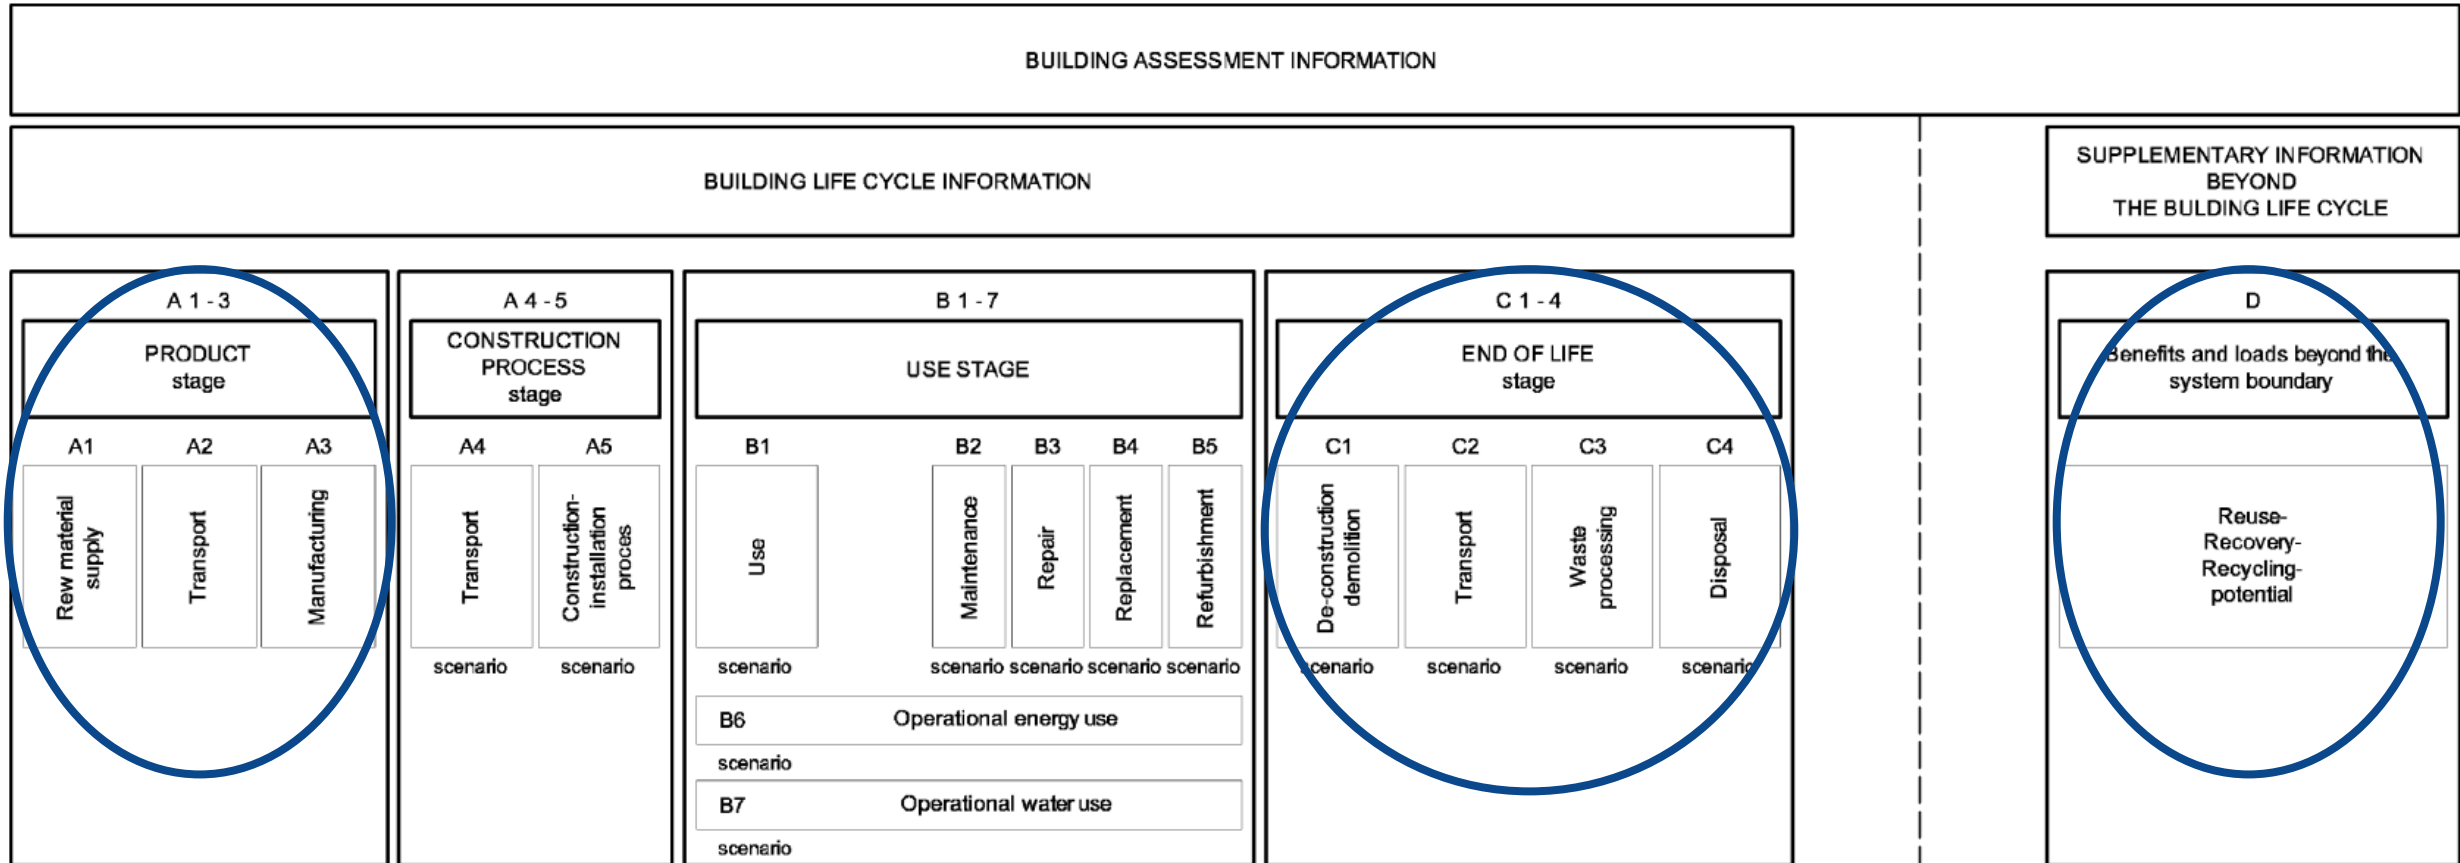 BUILDING ASSESSMENT INFORMATION
BUILDING LIFE CYCLE INFORMATION
SUPPLEMENTARY INFORMATION
BEYOND
THE BULDING LIFE CYCLE
A 1 - 3
PRODUCT
stage
A1
A2
A3
Rew material
supply
Transport
Manufacturing
A 4 - 5
CONSTRUCTION
PROCESS
stage
A4
A5
Transport
Construction-
installation
proces
scenario
scenario
B 1 - 7
USE STAGE
B1
B2
B3
B4
B5
Use
Maintenance
Repair
Replacement
Refurbishment
scenario
scenario
scenario
scenario
scenario
B6
Operational energy use
scenario
B7
Operational water use
scenario
C 1 - 4
END OF LIFE
stage
C1
C2
C3
C4
De-construction
demolition
Transport
Waste
processing
Disposal
scenario
scenario
scenario
scenario
D
Benefits and loads beyond the
system boundary
Reuse-
Recovery-
Recycling-
potential